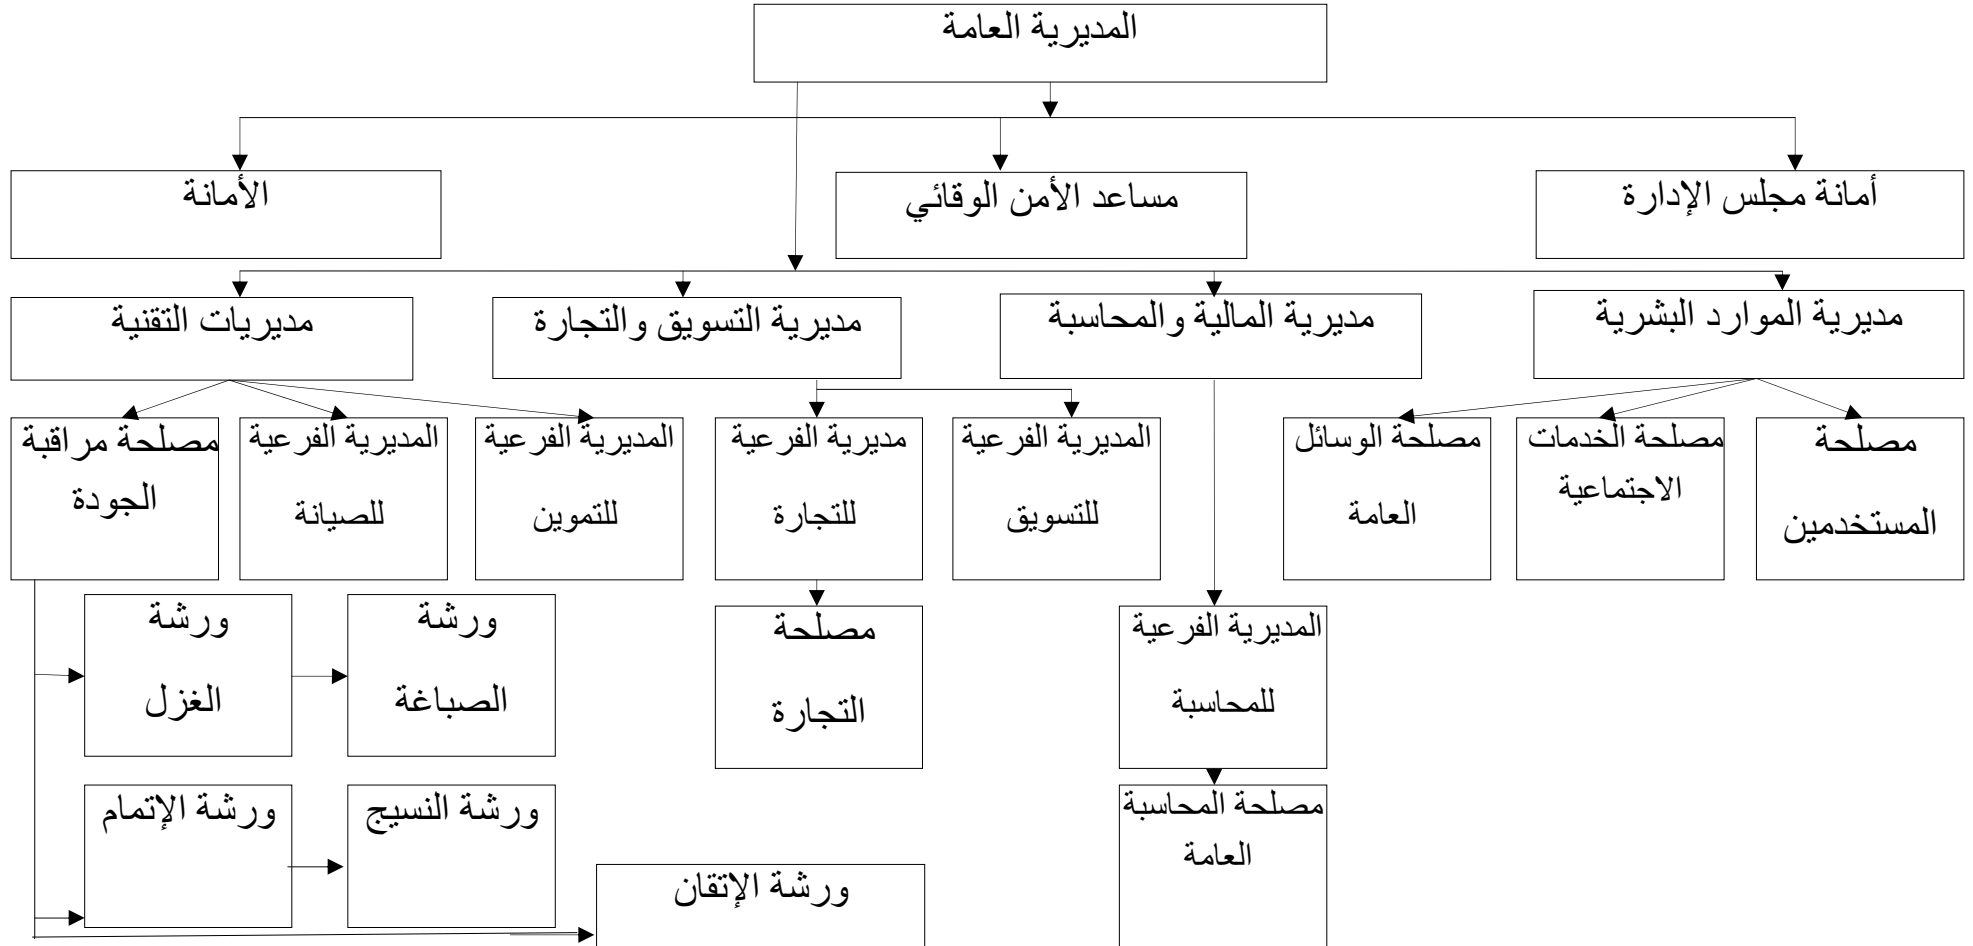 المديرية العامة
أمانة مجلس الإدارة
مساعد الأمن الوقائي
الأمانة
مديرية الموارد البشرية
مديرية المالية والمحاسبة
مديرية التسويق والتجارة
مديريات التقنية
مصلحة
المستخدمين
مصلحة الخدمات
الاجتماعية
مصلحة الوسائل
العامة
المديرية الفرعية
للتسويق
مديرية الفرعية
للتجارة
المديرية الفرعية
للتموين
المديرية الفرعية
للصيانة
مصلحة مراقبة
الجودة
المديرية الفرعية
للمحاسبة
مصلحة
التجارة
ورشة
الصباغة
ورشة
الغزل
مصلحة المحاسبة
العامة
ورشة النسيج
ورشة الإتمام
ورشة الإتقان